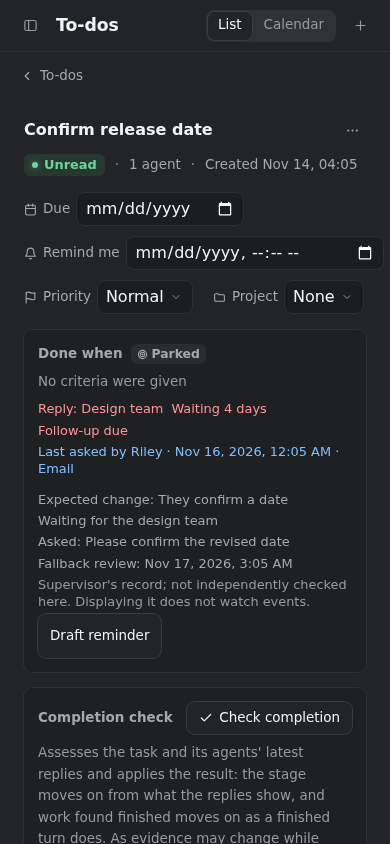 To-dos
List
Calendar
To-dos
Confirm release date
Unread · 1 agent · Created Nov 14, 04:05
Due mm/dd/yyyy
Remind me mm/dd/yyyy, --:-- --
Priority Normal Project None
Done when Parked
No criteria were given
Reply: Design team Waiting 4 days
Follow-up due
Last asked by Riley · Nov 16, 2026, 12:05 AM ·
Email
Expected change: They confirm a date
Waiting for the design team
Asked: Please confirm the revised date
Fallback review: Nov 17, 2026, 3:05 AM
Supervisor's record; not independently checked
here. Displaying it does not watch events.
Draft reminder
Completion check
Check completion
Assesses the task and its agents' latest
replies and applies the result: the stage
moves on from what the replies show, and
work found finished moves on as a finished
turn does. As evidence may change while